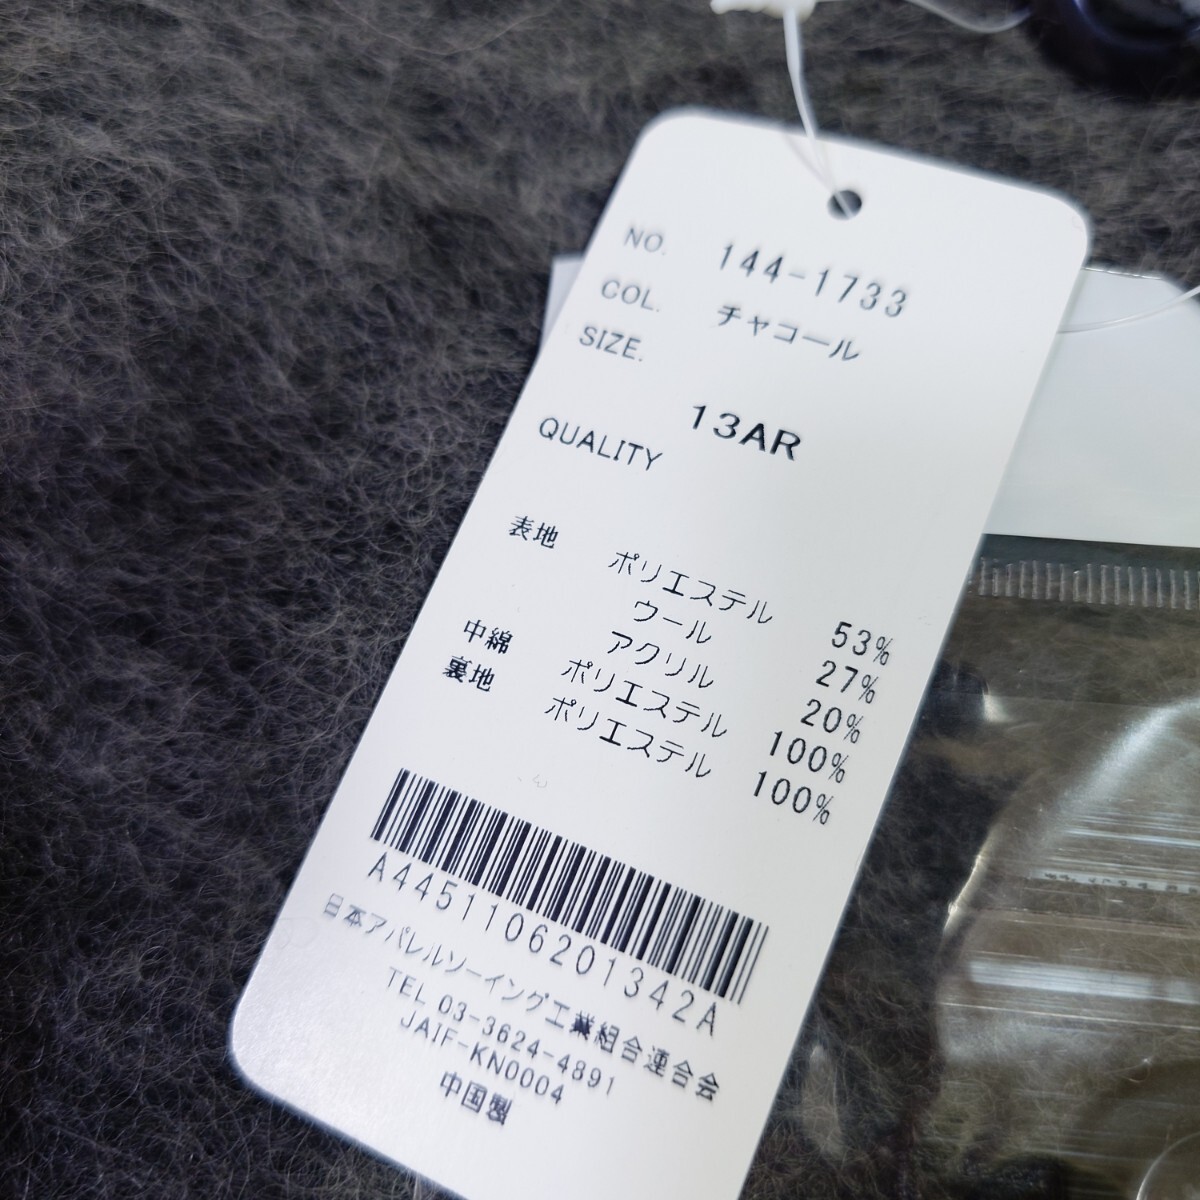 NO. 144-1733
COL. チャコール
SIZE.
13AR
QUALITY
表地 ポリエステル 53%
ウール 27%
アクリル 20%
中綿 ポリエステル 100%
裏地 ポリエステル 100%
A4451106201342A
日本アパレルソーイング工業組合連合会
TEL 03-3624-4891
JAIF-KN0004
中国製